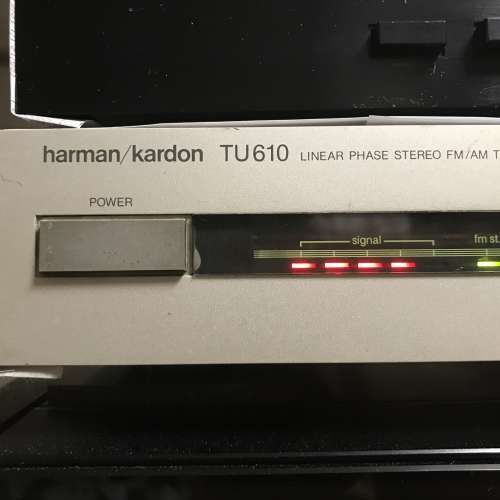 harman/kardon TU610 LINEAR PHASE STEREO FM/AM T
POWER
signal fm st.